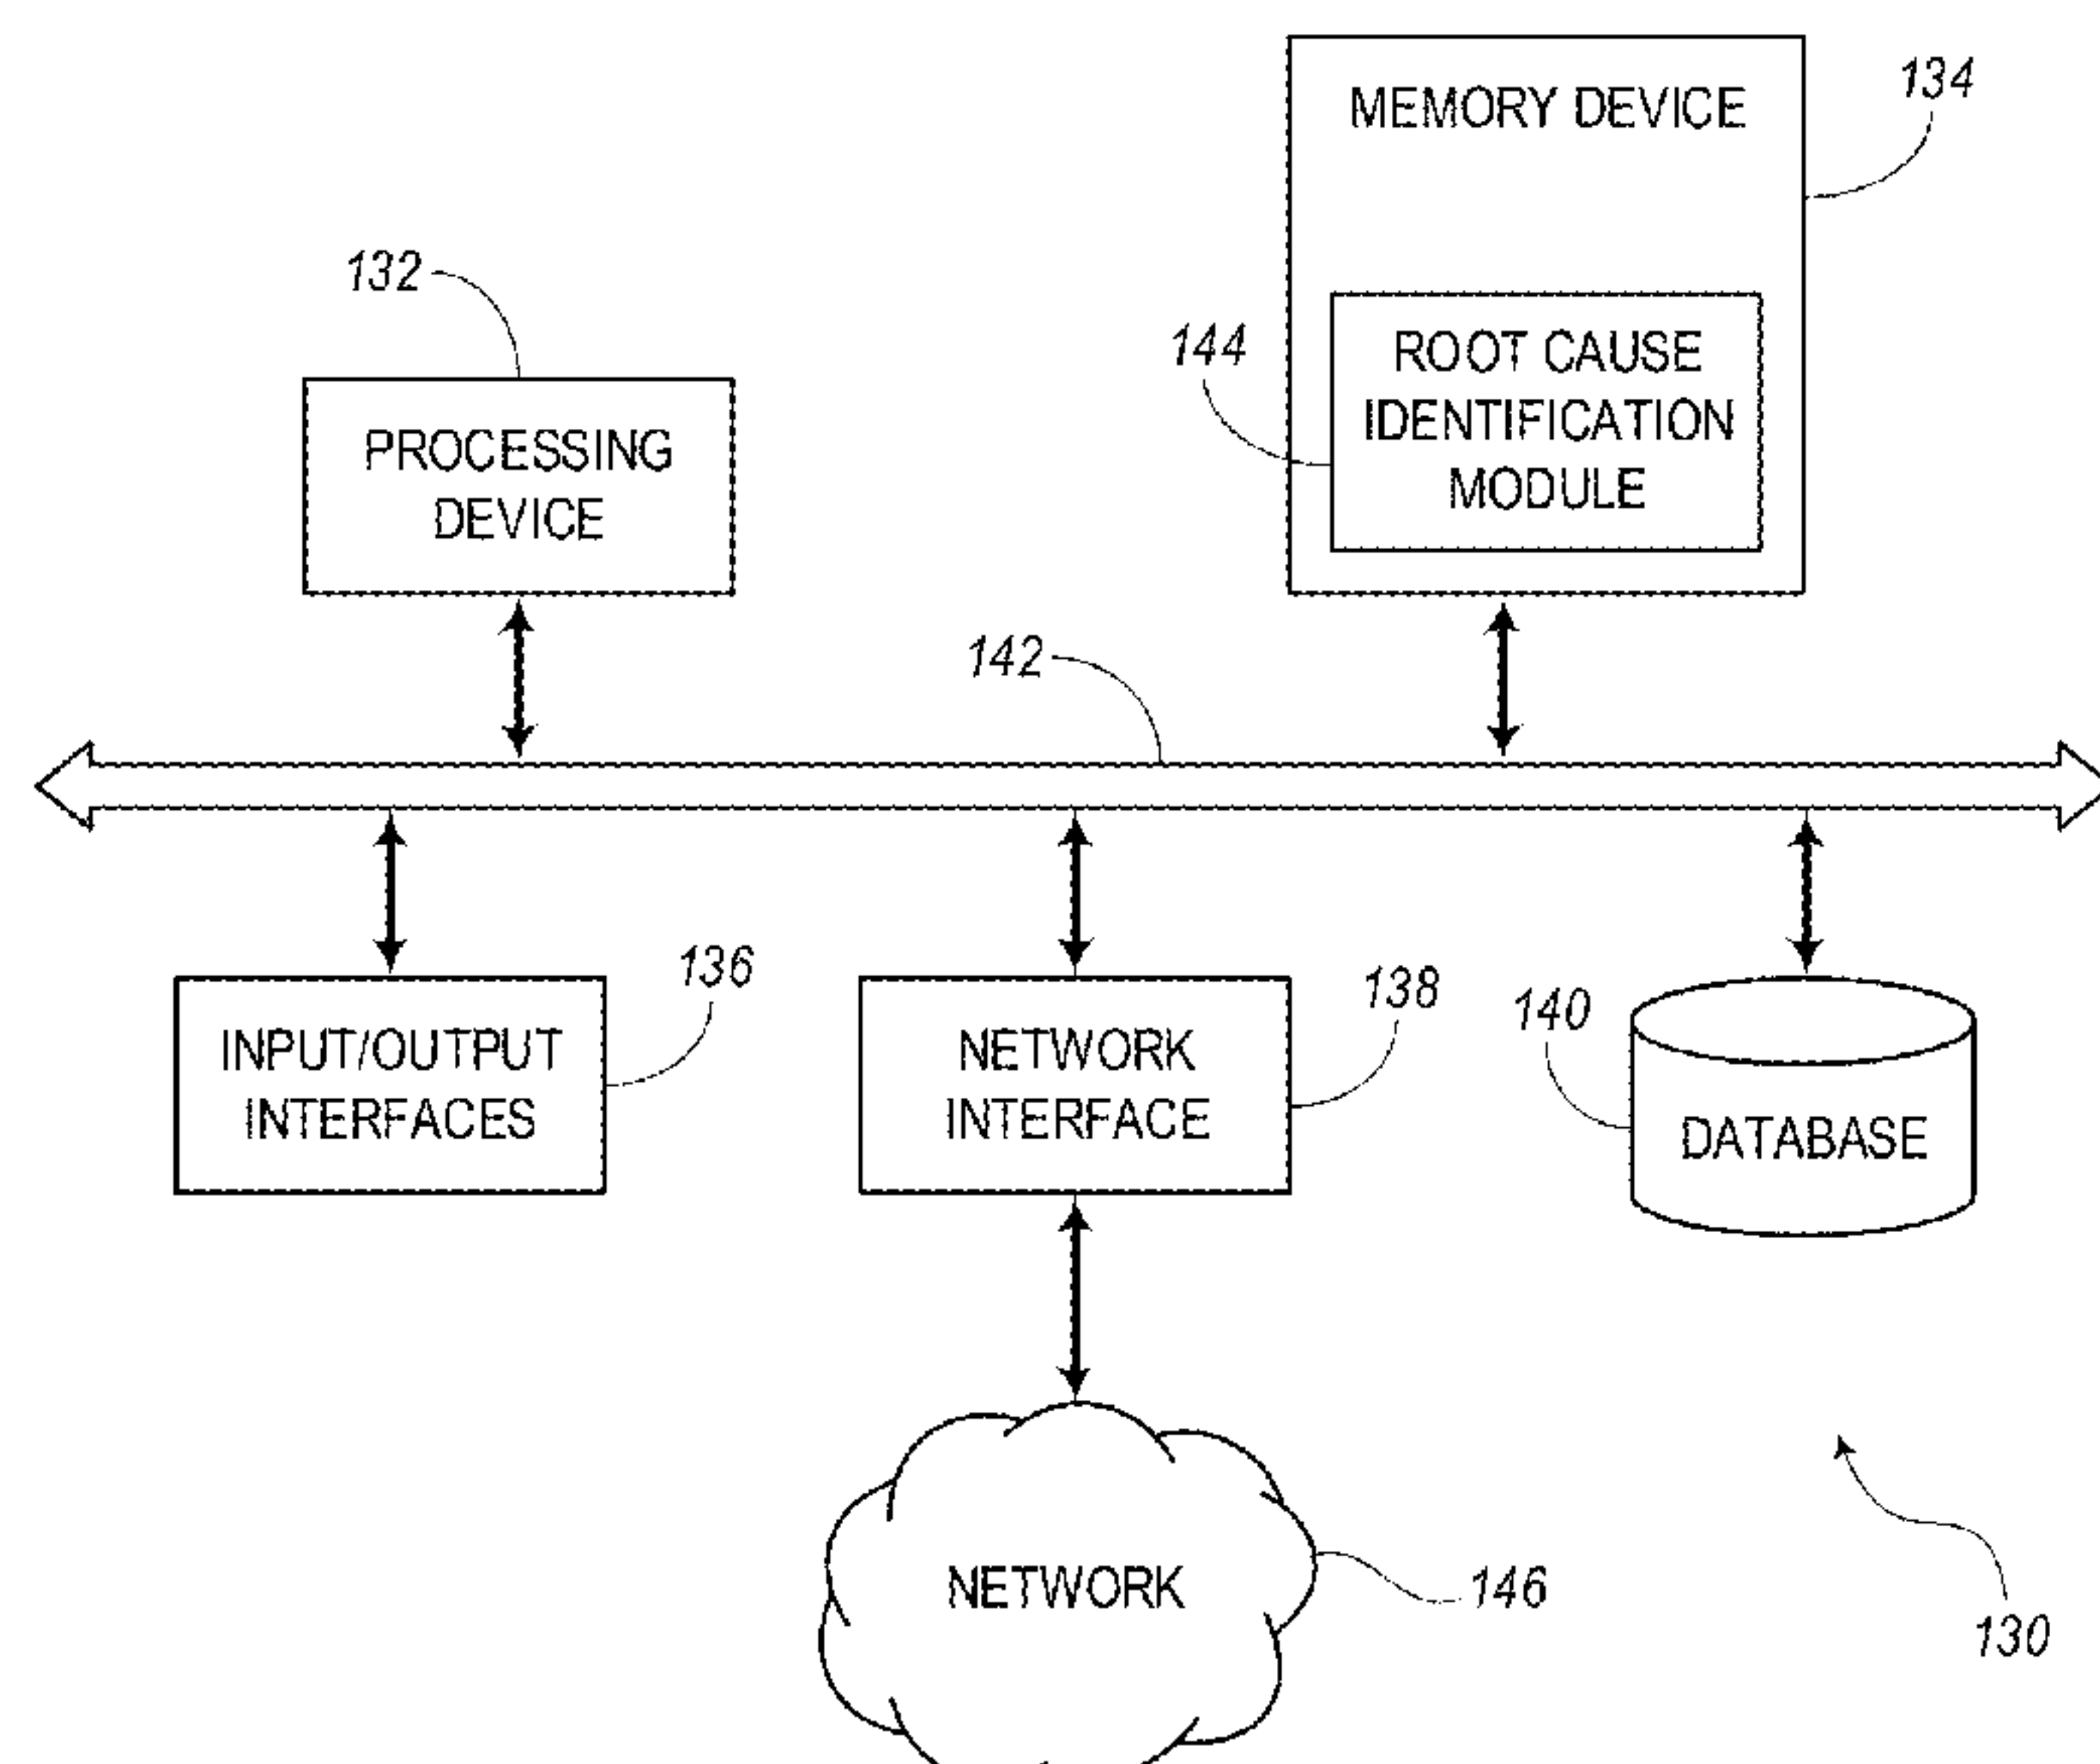 MEMORY DEVICE
134
132
144
ROOT CAUSE
IDENTIFICATION
MODULE
PROCESSING
DEVICE
142
136
138
140
INPUT/OUTPUT
INTERFACES
NETWORK
INTERFACE
DATABASE
NETWORK
146
130